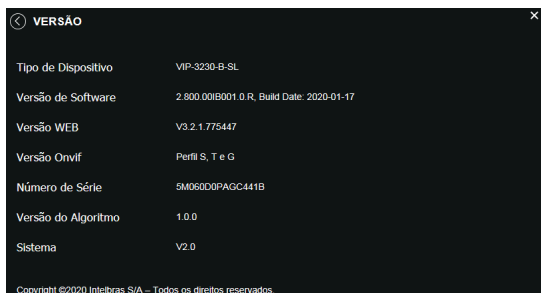 VERSÃO
Tipo de Dispositivo VIP-3230-B-SL
Versão de Software 2.800.00IB001.0.R, Build Date: 2020-01-17
Versão WEB V3.2.1.775447
Versão Onvif Perfil S, T e G
Número de Série 5M060D0PAGC441B
Versão do Algoritmo 1.0.0
Sistema V2.0
Copyright ©2020 Intelbras S/A – Todos os direitos reservados.